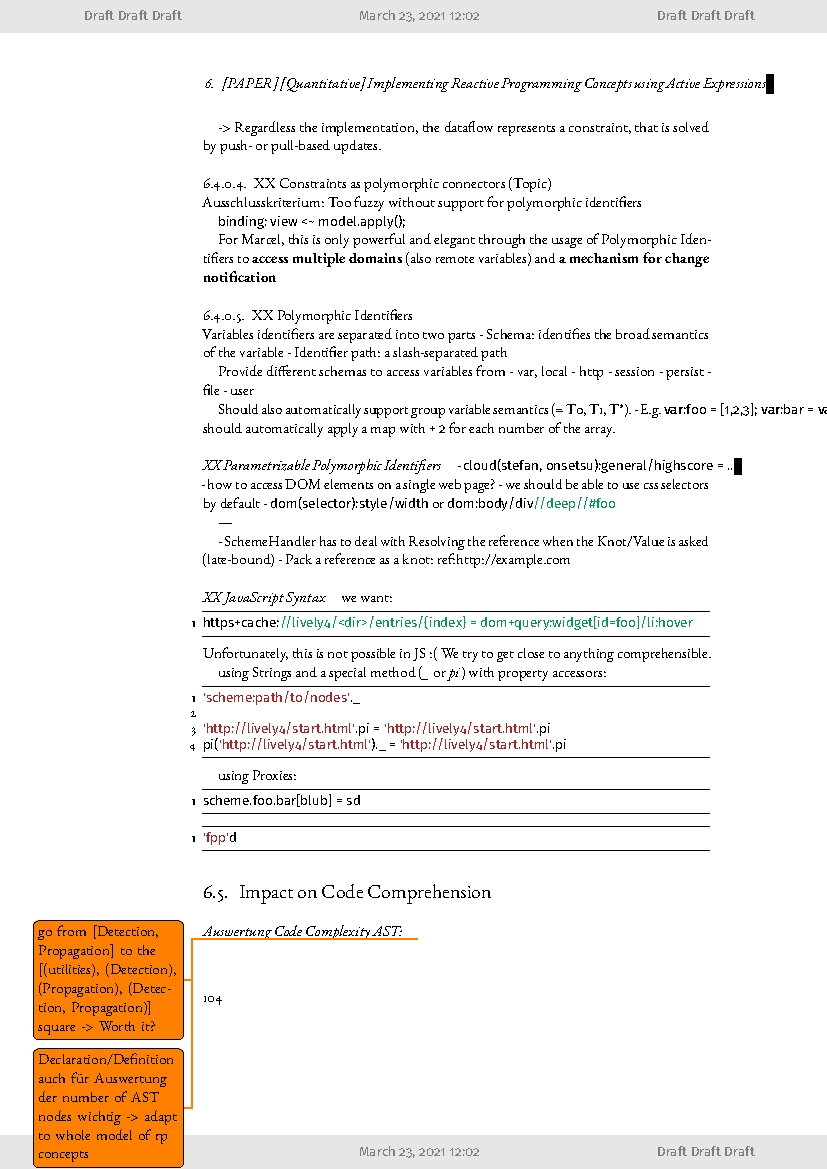 Draft Draft Draft March 23, 2021 12:02 Draft Draft Draft
6. [PAPER][Quantitative] Implementing Reactive Programming Concepts using Active Expressions
-> Regardless the implementation, the dataflow represents a constraint, that is solved
by push- or pull-based updates.
6.4.0.4. XX Constraints as polymorphic connectors (Topic)
Ausschlusskriterium: Too fuzzy without support for polymorphic identifiers
binding: view <~ model.apply();
For Marcel, this is only powerful and elegant through the usage of Polymorphic Iden-
tifiers to access multiple domains (also remote variables) and a mechanism for change
notification
6.4.0.5. XX Polymorphic Identifiers
Variables identifiers are separated into two parts - Schema: identifies the broad semantics
of the variable - Identifier path: a slash-separated path
Provide different schemas to access variables from - var, local - http - session - persist -
file - user
Should also automatically support group variable semantics (= T0, T1, T*). - E.g. var:foo = [1,2,3]; var:bar = va
should automatically apply a map with + 2 for each number of the array.
XX Parametrizable Polymorphic Identifiers - cloud(stefan, onsetsu):general/highscore = ..
- how to access DOM elements on a single web page? - we should be able to use css selectors
by default - dom(selector):style/width or dom:body/div//deep//#foo
—
- SchemeHandler has to deal with Resolving the reference when the Knot/Value is asked
(late-bound) - Pack a reference as a knot: ref:http://example.com
XX JavaScript Syntax we want:
1 https+cache://lively4/<dir>/entries/{index} = dom+query:widget[id=foo]/li:hover
Unfortunately, this is not possible in JS :( We try to get close to anything comprehensible.
using Strings and a special method (_ or pi) with property accessors:
1 'scheme:path/to/nodes'._
2
3 'http://lively4/start.html'.pi = 'http://lively4/start.html'.pi
4 pi('http://lively4/start.html')._ = 'http://lively4/start.html'.pi
using Proxies:
1 scheme.foo.bar[blub] = sd
1 'fpp'd
6.5. Impact on Code Comprehension
Auswertung Code Complexity AST:
go from [Detection,
Propagation] to the
[(utilities), (Detection),
(Propagation), (Detec-
tion, Propagation)]
square -> Worth it?
104
Declaration/Definition
auch für Auswertung
der number of AST
nodes wichtig -> adapt
to whole model of rp
concepts
March 23, 2021 12:02 Draft Draft Draft